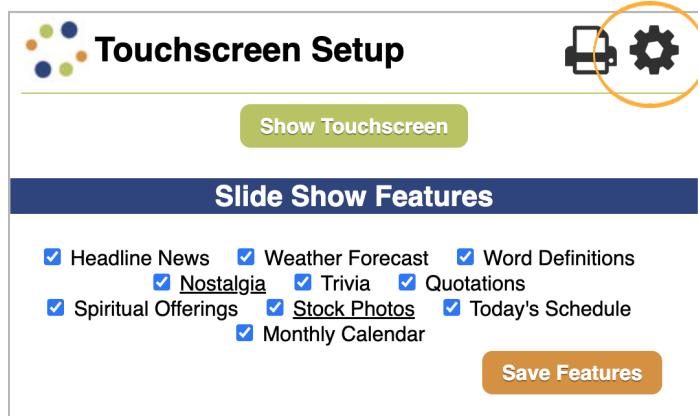 Touchscreen Setup
Show Touchscreen
Slide Show Features
Headline News Weather Forecast Word Definitions
Nostalgia Trivia Quotations
Spiritual Offerings Stock Photos Today's Schedule
Monthly Calendar
Save Features